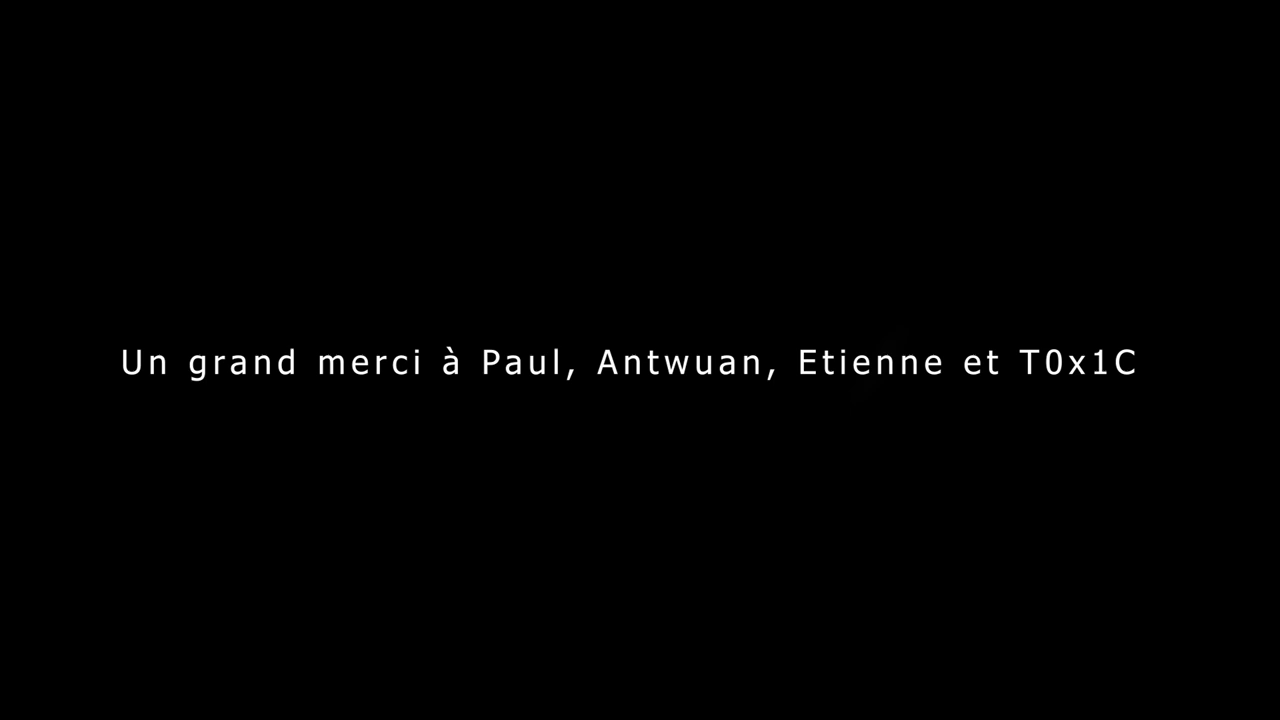 Un grand merci à Paul, Antwuan, Etienne et T0x1C